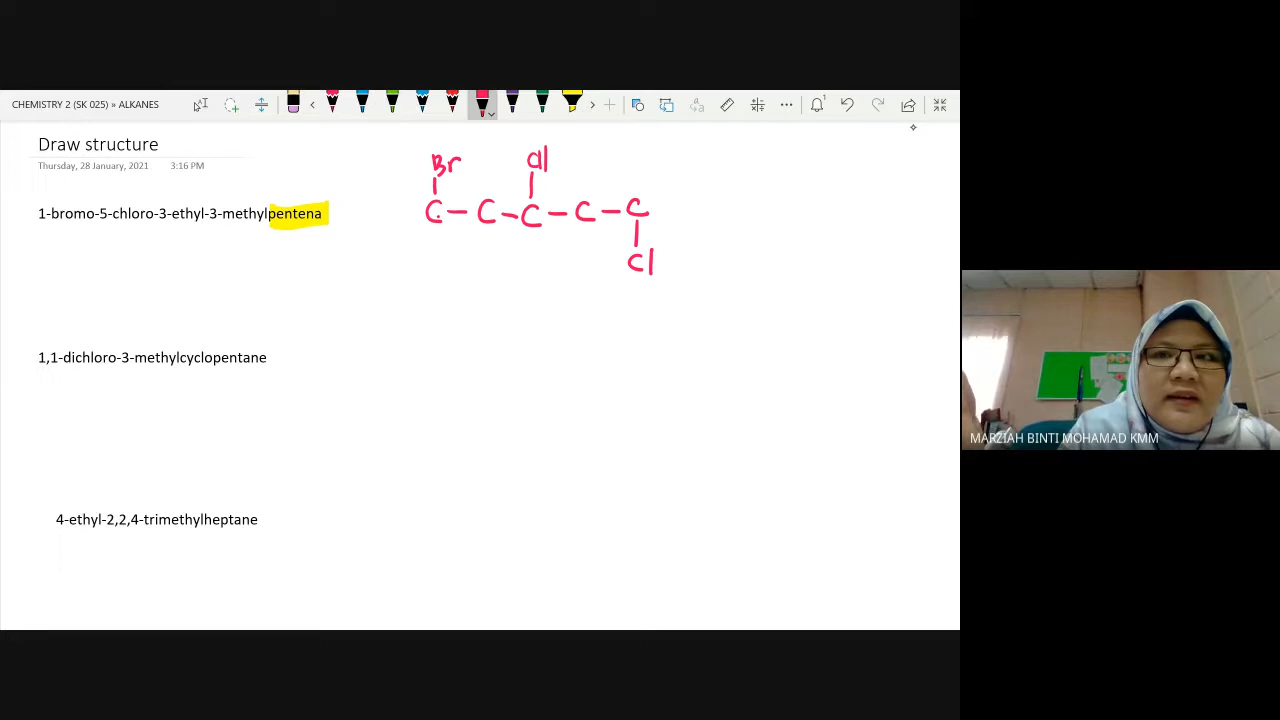 CHEMISTRY 2 (SK 025) » ALKANES
Draw structure
Thursday, 28 January, 2021 3:16 PM
Br Cl
1-bromo-5-chloro-3-ethyl-3-methylpentena
C - C - C - C - C
Cl
1,1-dichloro-3-methylcyclopentane
MARZIAH BINTI MOHAMAD KMM
4-ethyl-2,2,4-trimethylheptane